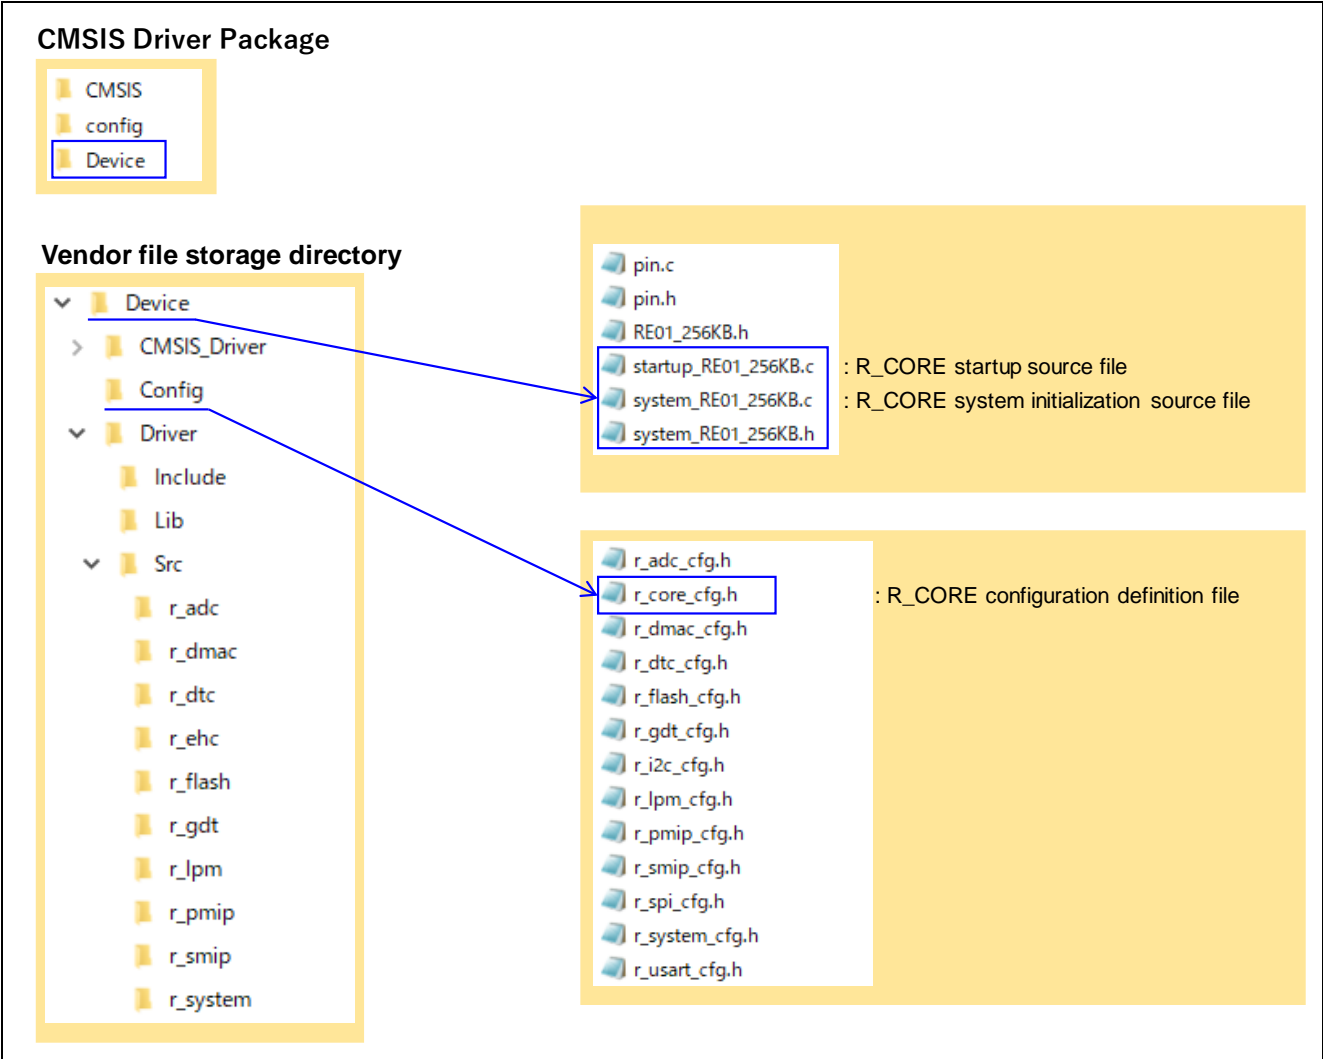 CMSIS Driver Package
CMSIS
config
Device
Vendor file storage directory
Device
CMSIS_Driver
Config
Driver
Include
Lib
Src
r_adc
r_dmac
r_dtc
r_ehc
r_flash
r_gdt
r_lpm
r_pmip
r_smip
r_system
pin.c
pin.h
RE01_256KB.h
startup_RE01_256KB.c : R_CORE startup source file
system_RE01_256KB.c : R_CORE system initialization source file
system_RE01_256KB.h
r_adc_cfg.h
r_core_cfg.h : R_CORE configuration definition file
r_dmac_cfg.h
r_dtc_cfg.h
r_flash_cfg.h
r_gdt_cfg.h
r_i2c_cfg.h
r_lpm_cfg.h
r_pmip_cfg.h
r_smip_cfg.h
r_spi_cfg.h
r_system_cfg.h
r_usart_cfg.h